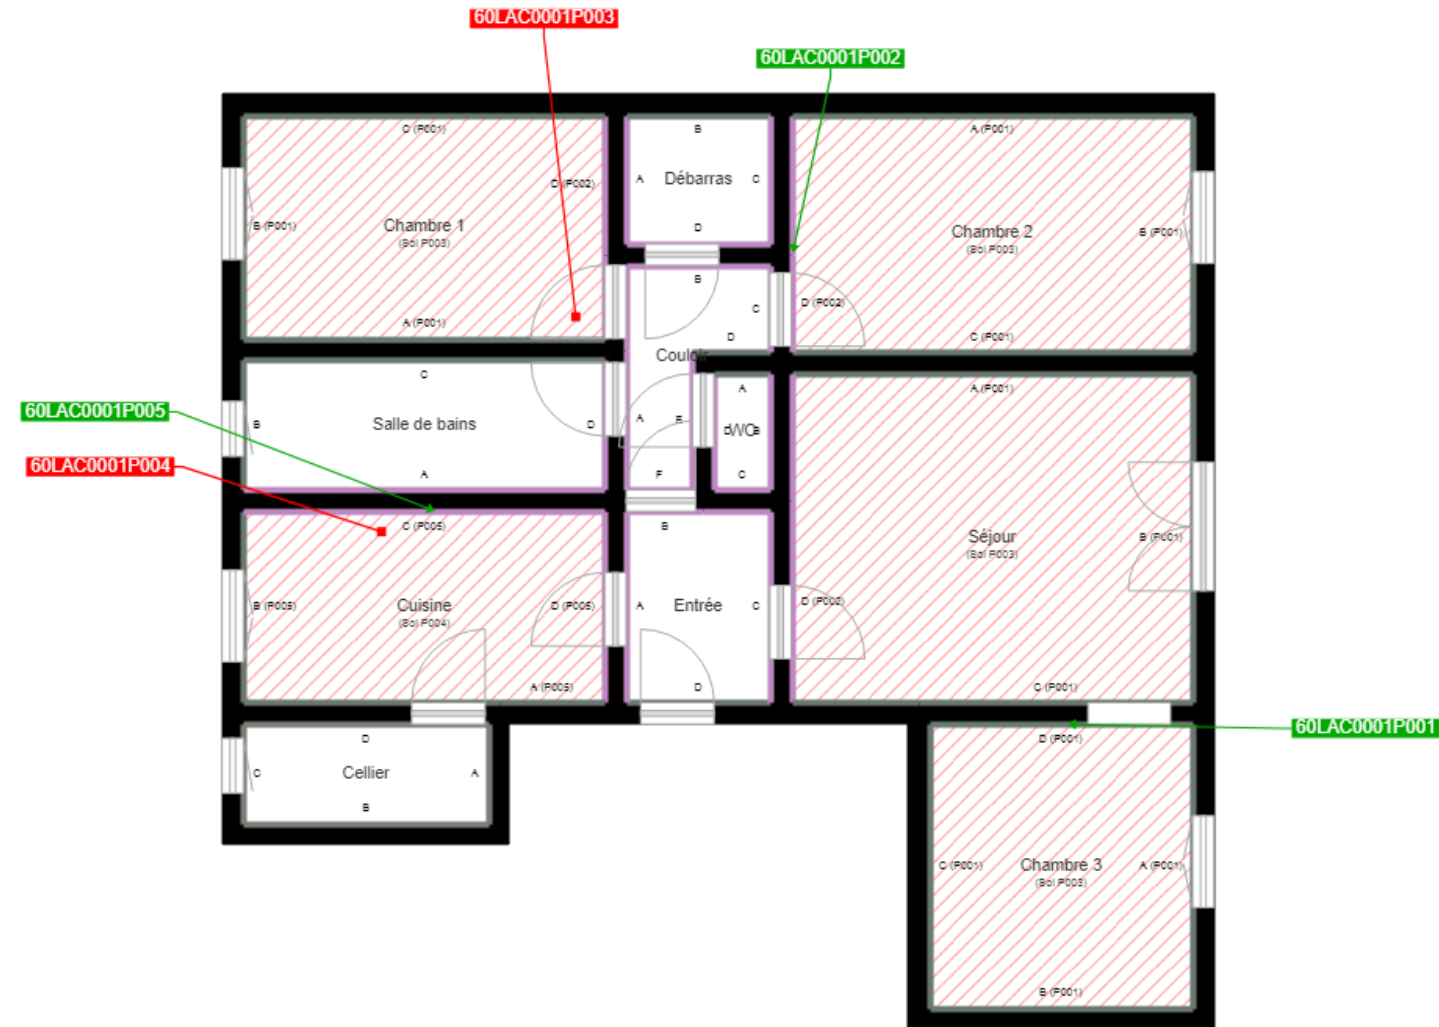 60LAC0001P003
60LAC0001P002
C (P001)
B
A (P001)
D (P002)
A
Débarras
C
Chambre 1
(Sol P003)
B (P001)
D
Chambre 2
(Sol P003)
B (P001)
B
D (P002)
C
A (P001)
D
C (P001)
Couloir
C
A
A (P001)
60LAC0001P005
B
Salle de bains
D
A
E
D
WC
B
60LAC0001P004
A
F
C
C (P005)
B
Séjour
(Sol P003)
B (P001)
B (P005)
Cuisine
(Sol P004)
D (P005)
A
Entrée
C
D (P002)
A (P005)
D
C (P001)
60LAC0001P001
D
D (P001)
C
Cellier
A
B
C (P001)
Chambre 3
(Sol P003)
A (P001)
B (P001)